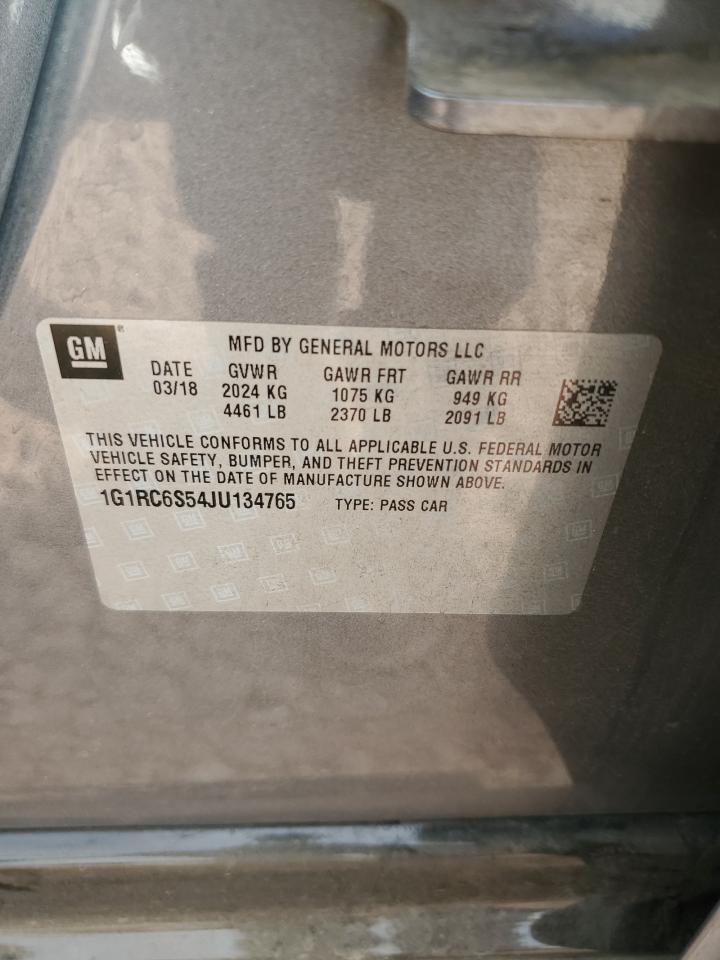 GM
MFD BY GENERAL MOTORS LLC
DATE GVWR GAWR FRT GAWR RR
03/18 2024 KG 1075 KG 949 KG
4461 LB 2370 LB 2091 LB
THIS VEHICLE CONFORMS TO ALL APPLICABLE U.S. FEDERAL MOTOR
VEHICLE SAFETY, BUMPER, AND THEFT PREVENTION STANDARDS IN
EFFECT ON THE DATE OF MANUFACTURE SHOWN ABOVE.
1G1RC6S54JU134765 TYPE: PASS CAR